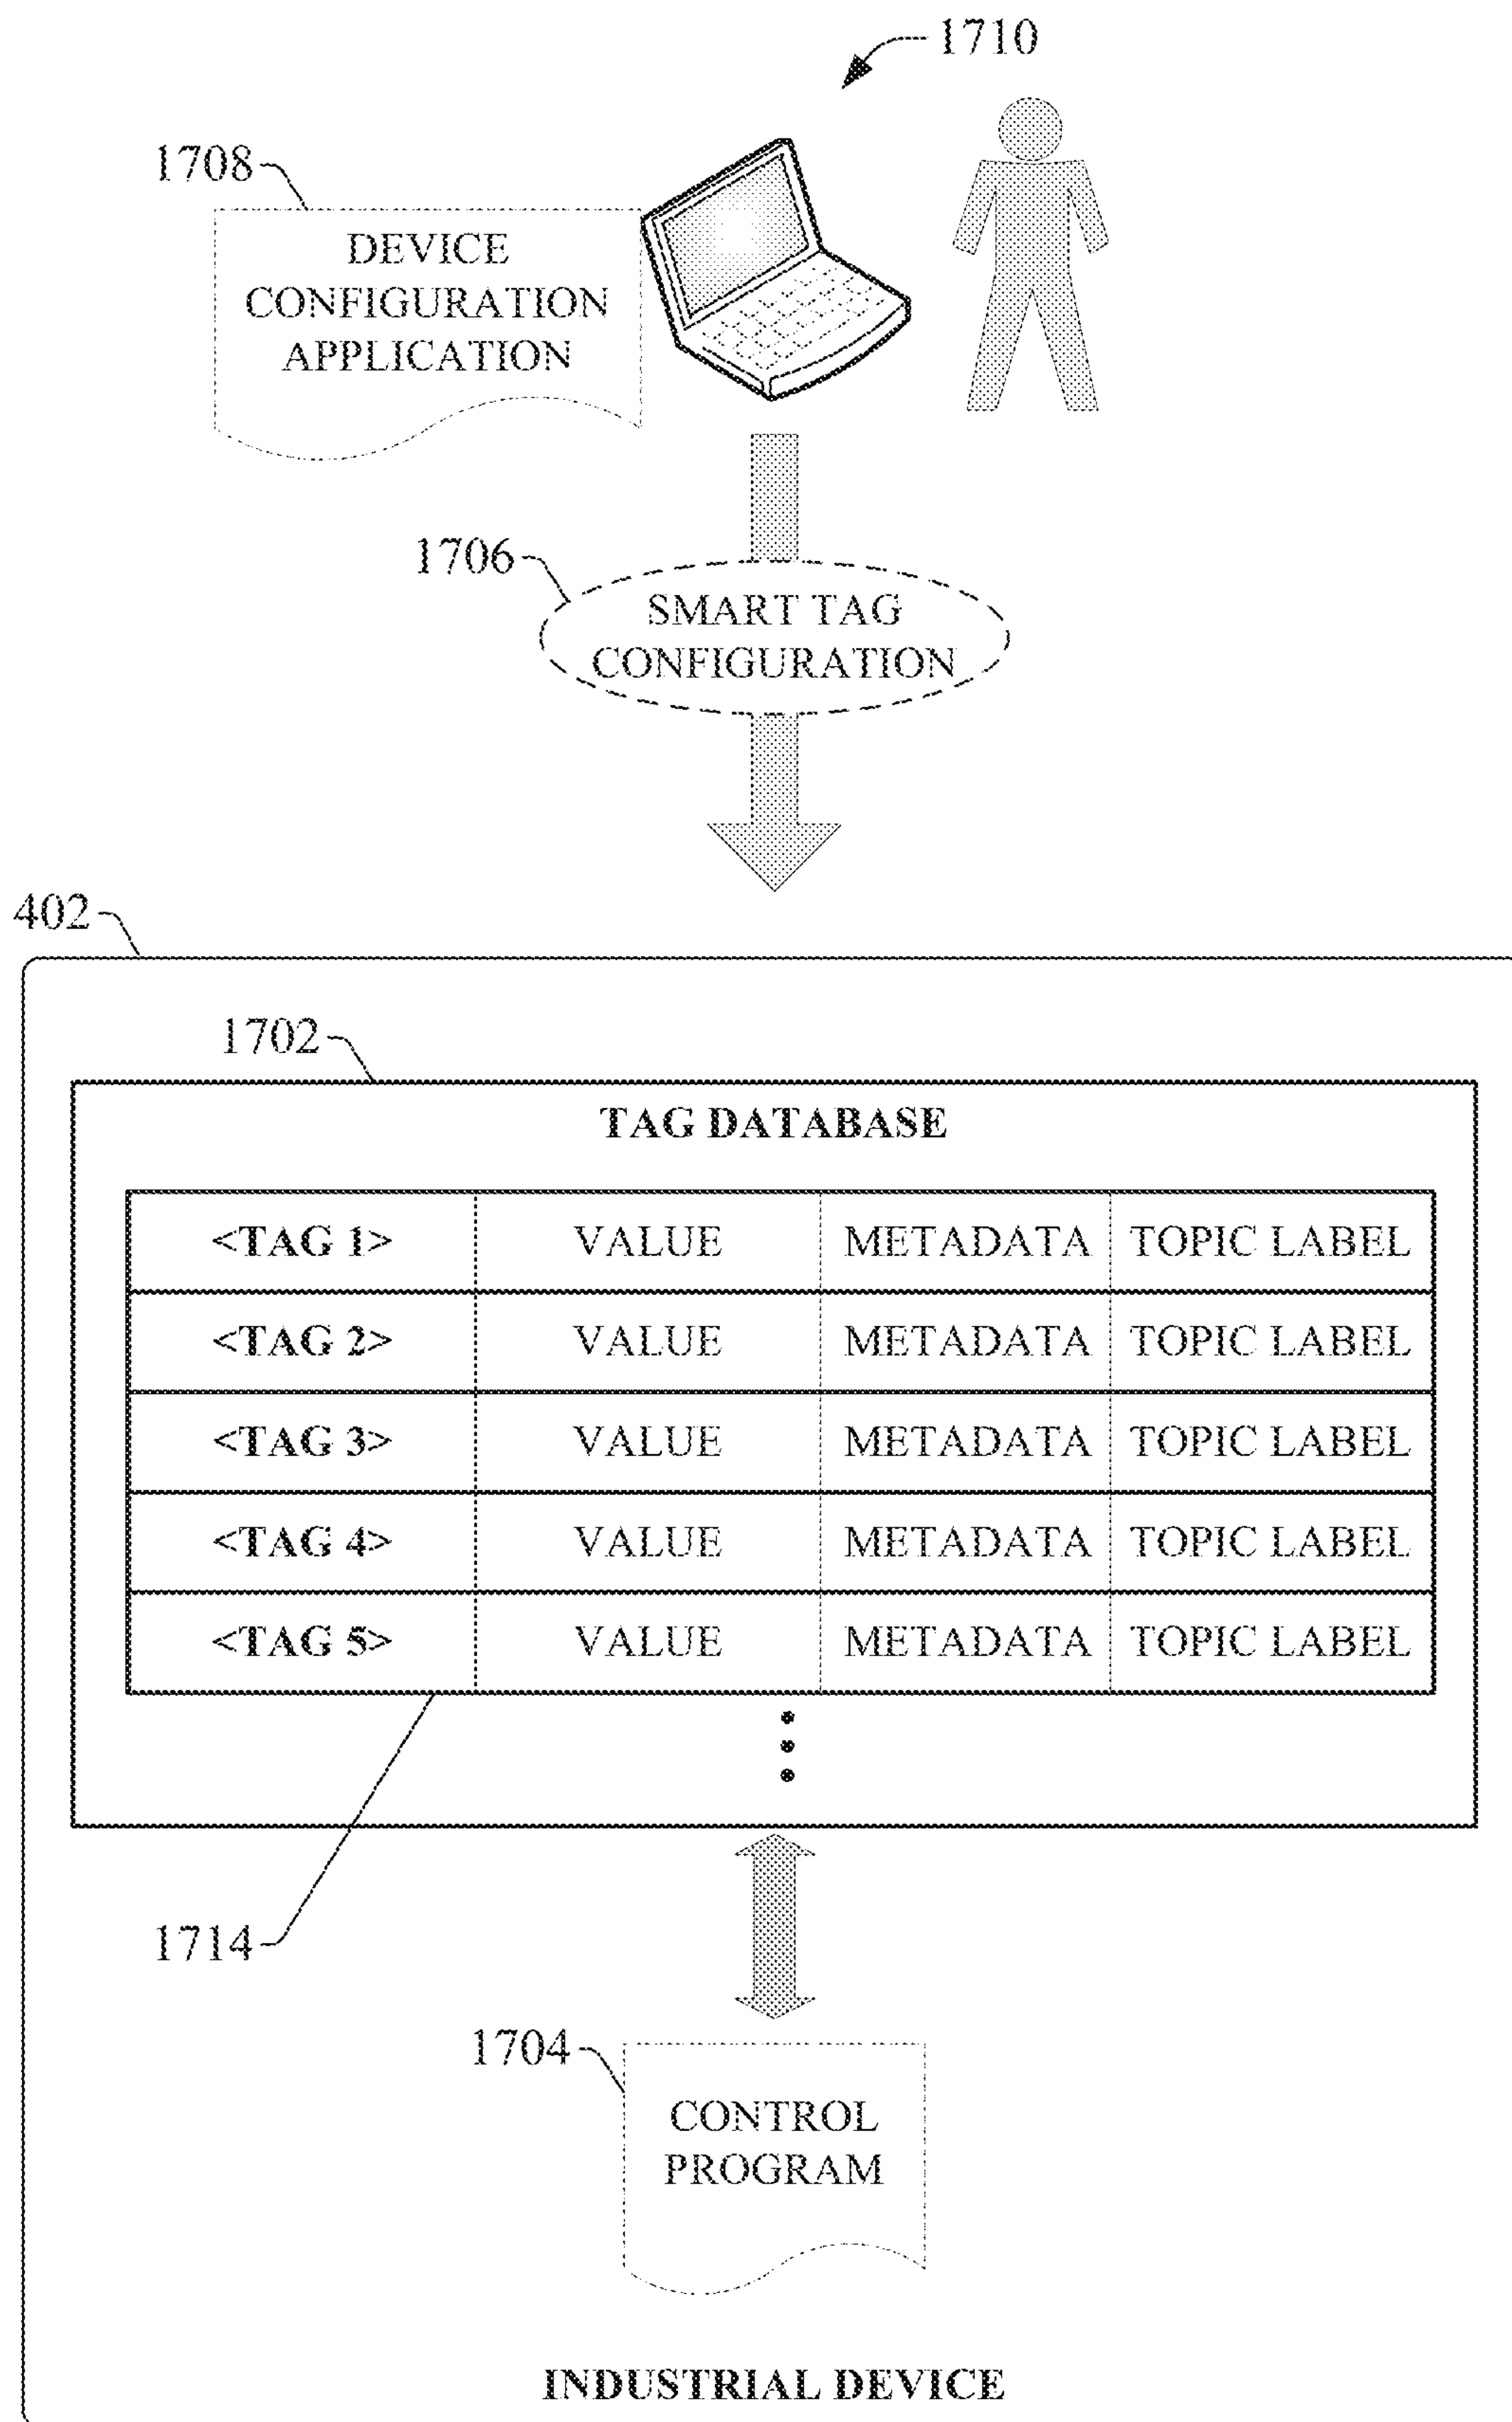 1710
1708
DEVICE
CONFIGURATION
APPLICATION
1706
SMART TAG
CONFIGURATION
402
1702
TAG DATABASE
<TAG 1> VALUE METADATA TOPIC LABEL
<TAG 2> VALUE METADATA TOPIC LABEL
<TAG 3> VALUE METADATA TOPIC LABEL
<TAG 4> VALUE METADATA TOPIC LABEL
<TAG 5> VALUE METADATA TOPIC LABEL
1714
1704
CONTROL
PROGRAM
INDUSTRIAL DEVICE